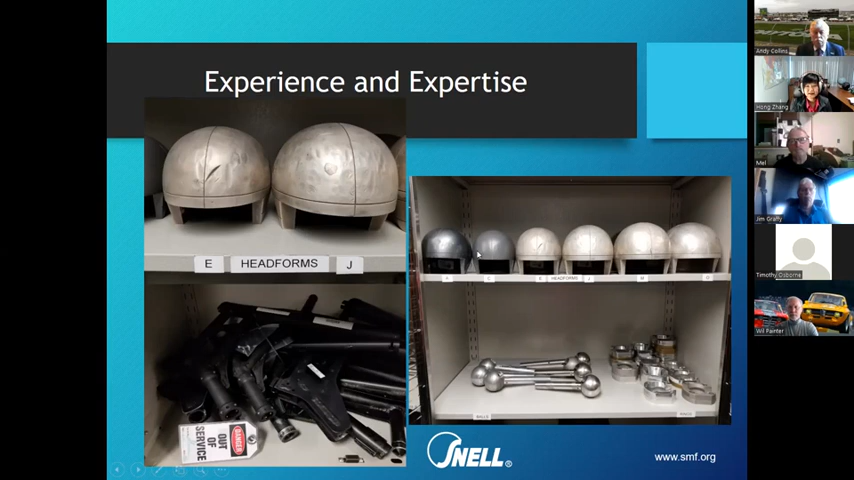 Experience and Expertise
E HEADFORMS J
DANGER
OUT OF SERVICE
HEADFORMS
BALLS
SNELL®
www.smf.org
Andy Collins
Hong Zhang
Mel
Jim Graffy
Timothy Osborne
Wil Painter